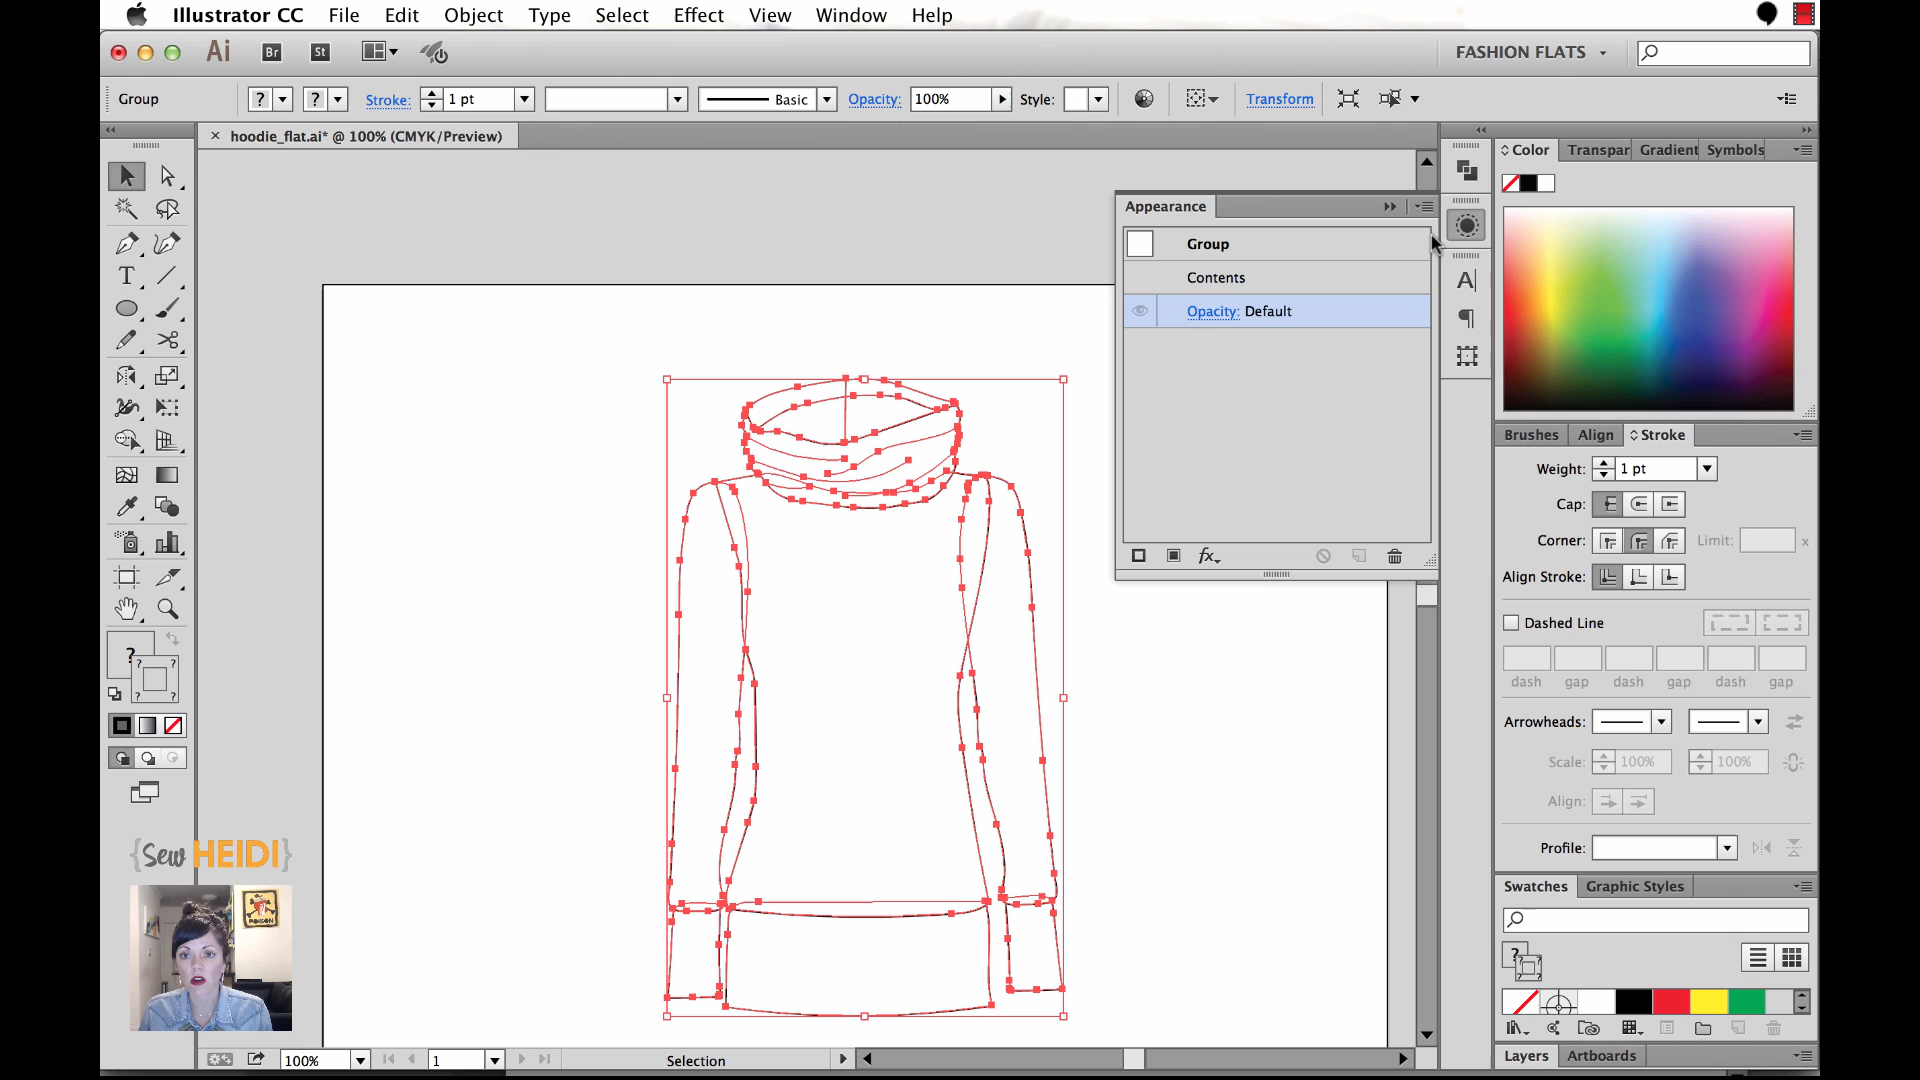 Illustrator CC File Edit Object Type Select Effect View Window Help
Ai Br St FASHION FLATS
Group ? ? Stroke: 1 pt Basic Opacity: 100% Style: Transform
× hoodie_flat.ai* @ 100% (CMYK/Preview)
Color Transpar Gradient Symbols
Appearance
Group
Contents
Opacity: Default
fx
A
T
Brushes Align Stroke
Weight: 1 pt
Cap:
Corner: Limit: x
Align Stroke:
Dashed Line
dash gap dash gap dash gap
Arrowheads:
Scale: 100% 100%
Align:
Profile:
? ? ? ? ?
{Sew HEIDI}
POISON
Swatches Graphic Styles
?
100% 1 Selection
Layers Artboards